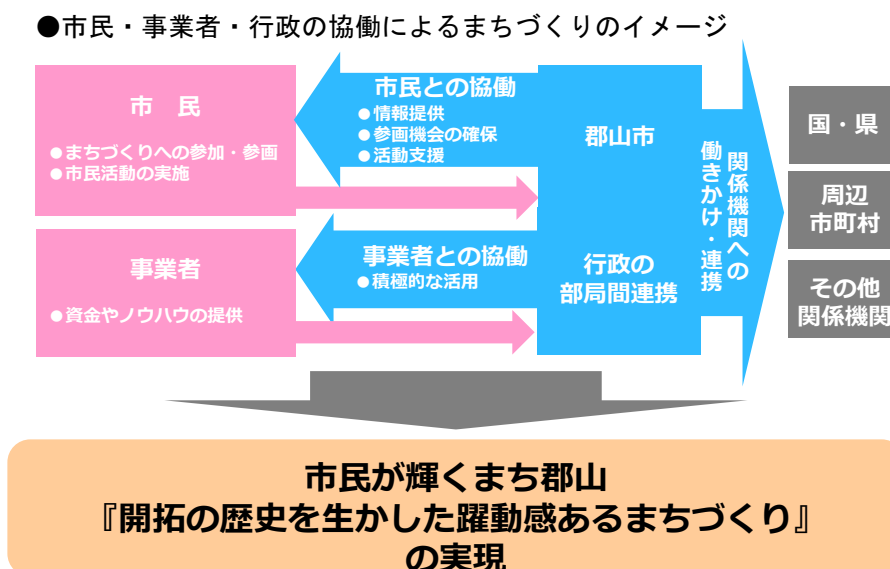 ●市民・事業者・行政の協働によるまちづくりのイメージ
市　民
●まちづくりへの参加・参画
●市民活動の実施
市民との協働
●情報提供
●参画機会の確保
●活動支援
事業者
●資金やノウハウの提供
事業者との協働
●積極的な活用
郡山市
行政の
部局間連携
関係機関への
働きかけ・連携
国・県
周辺
市町村
その他
関係機関
市民が輝くまち郡山
『開拓の歴史を生かした躍動感あるまちづくり』
の実現